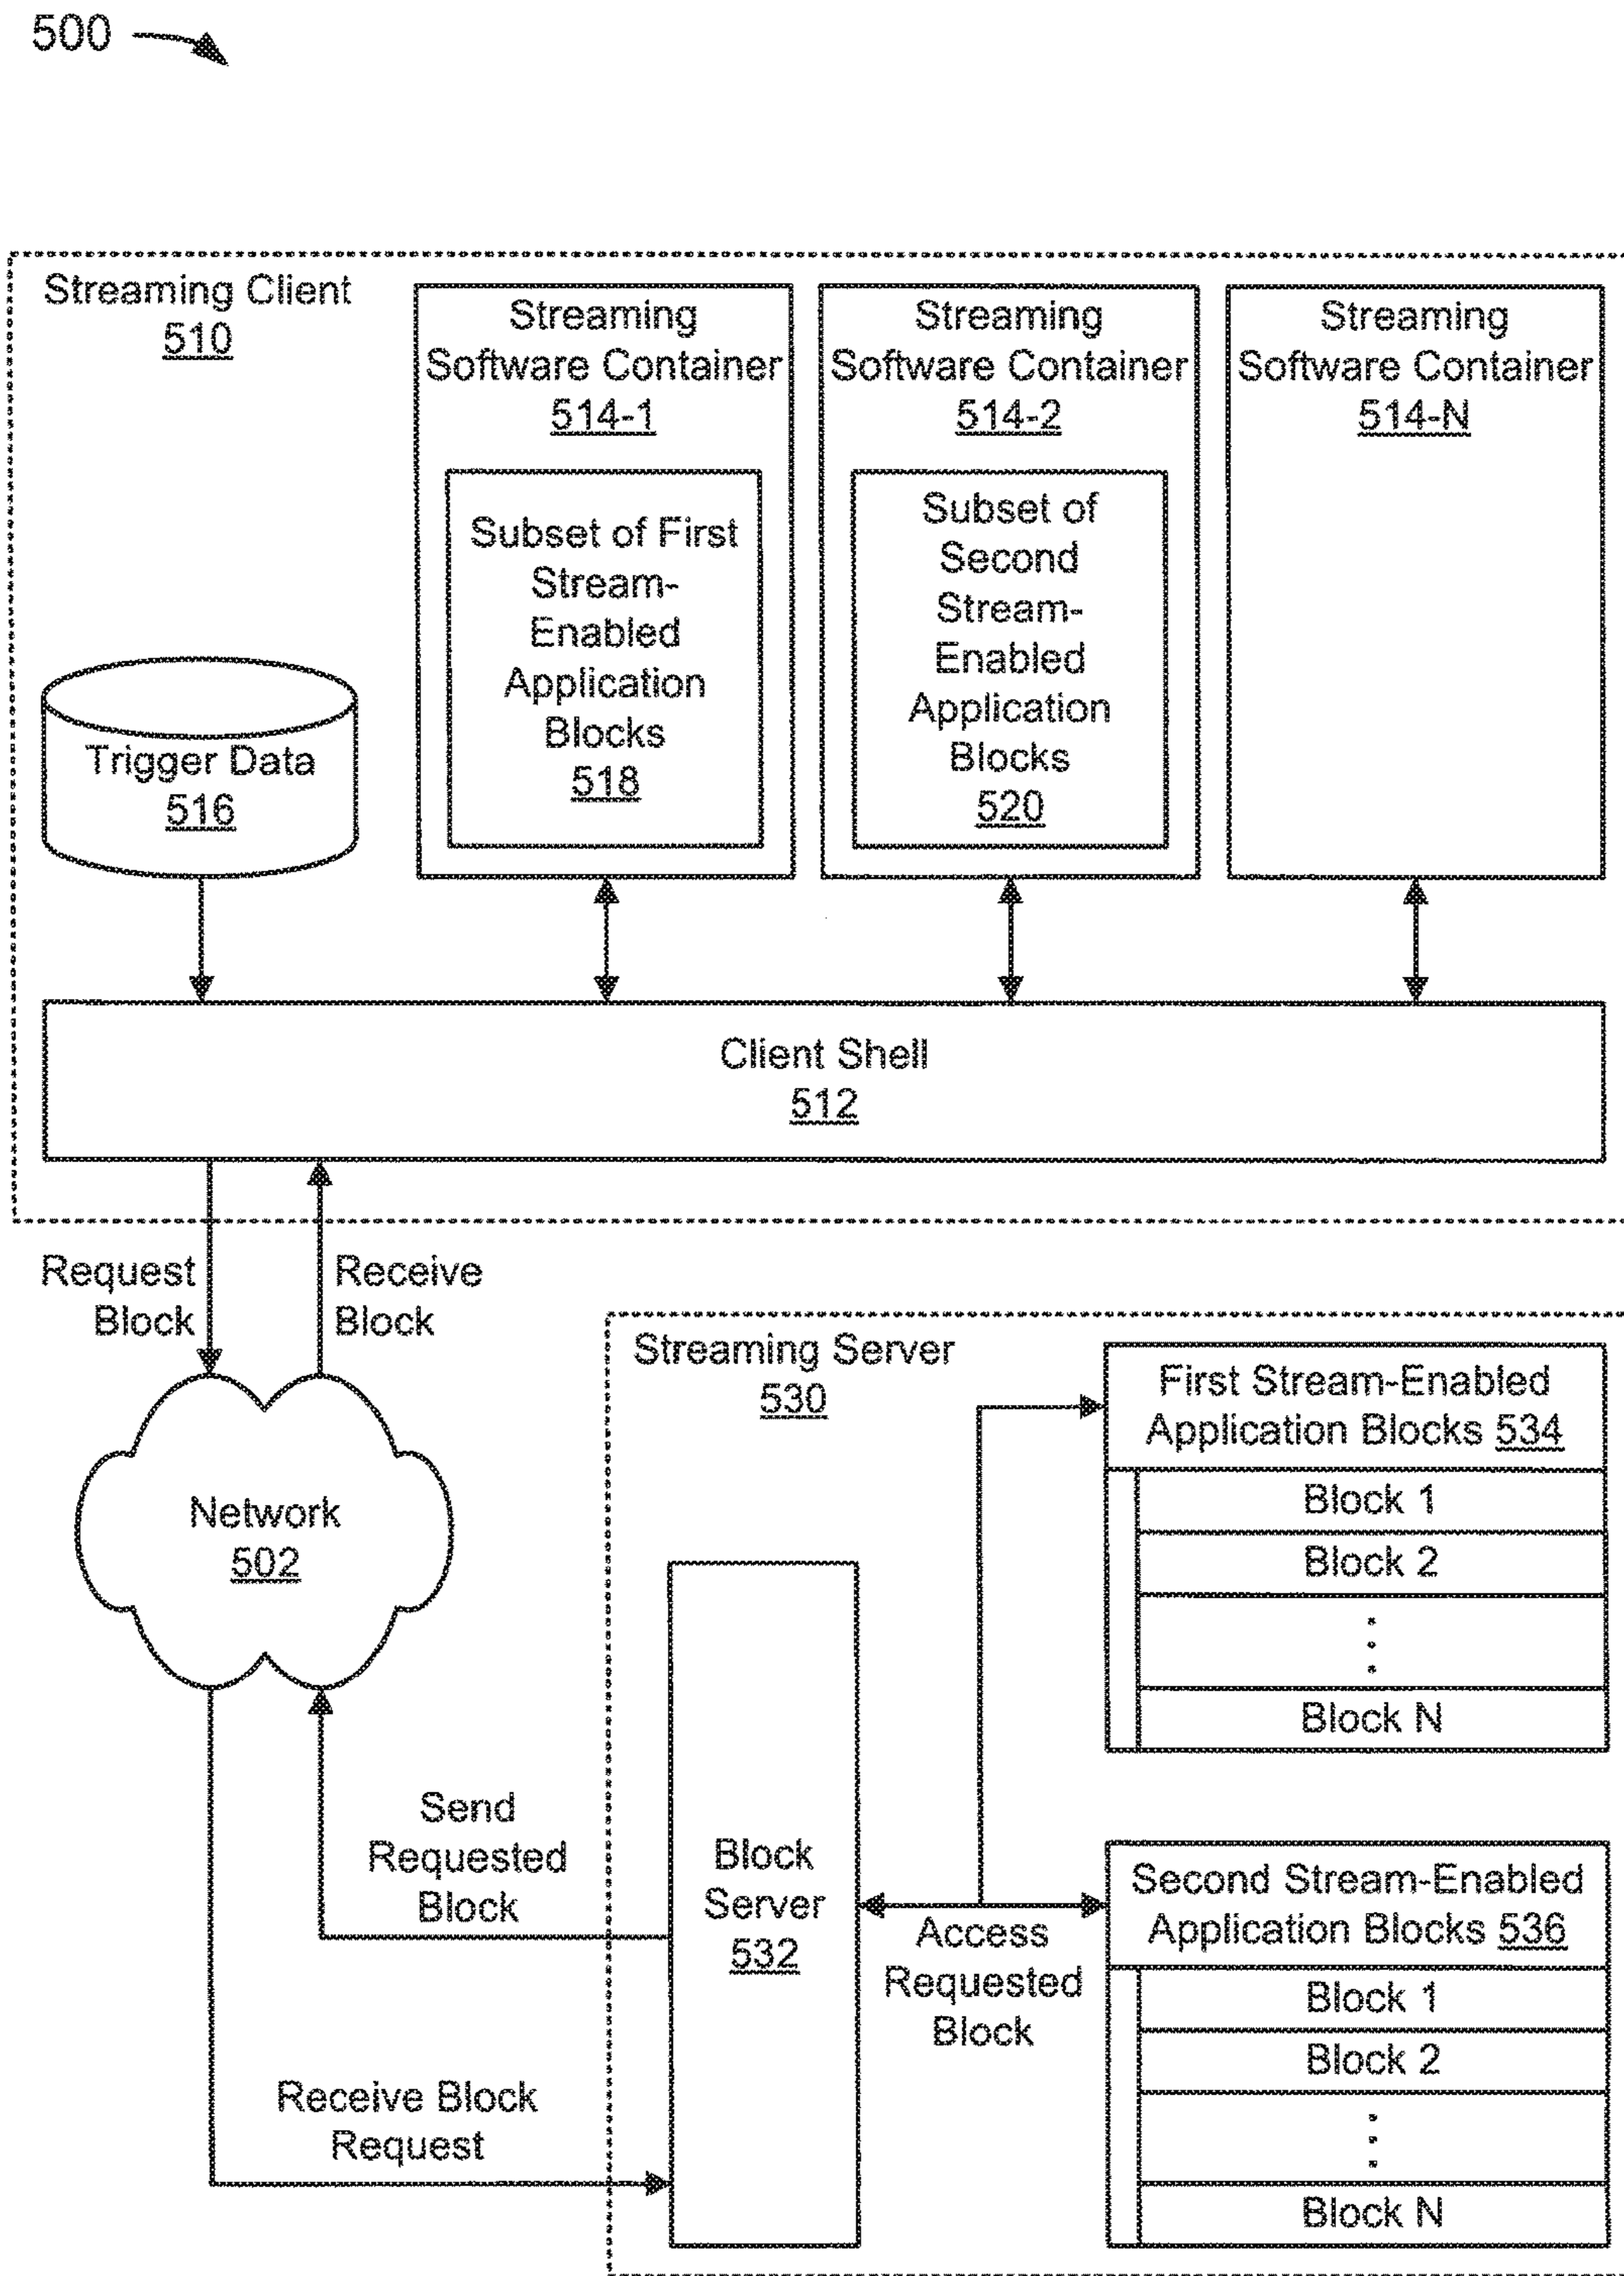 500
Streaming Client
510
Streaming
Software Container
514-1
Subset of First
Stream-
Enabled
Application
Blocks
518
Streaming
Software Container
514-2
Subset of
Second
Stream-
Enabled
Application
Blocks
520
Streaming
Software Container
514-N
Trigger Data
516
Client Shell
512
Request
Block
Receive
Block
Network
502
Streaming Server
530
First Stream-Enabled
Application Blocks 534
Block 1
Block 2
Block N
Send
Requested
Block
Block
Server
532
Access
Requested
Block
Second Stream-Enabled
Application Blocks 536
Block 1
Block 2
Block N
Receive Block
Request